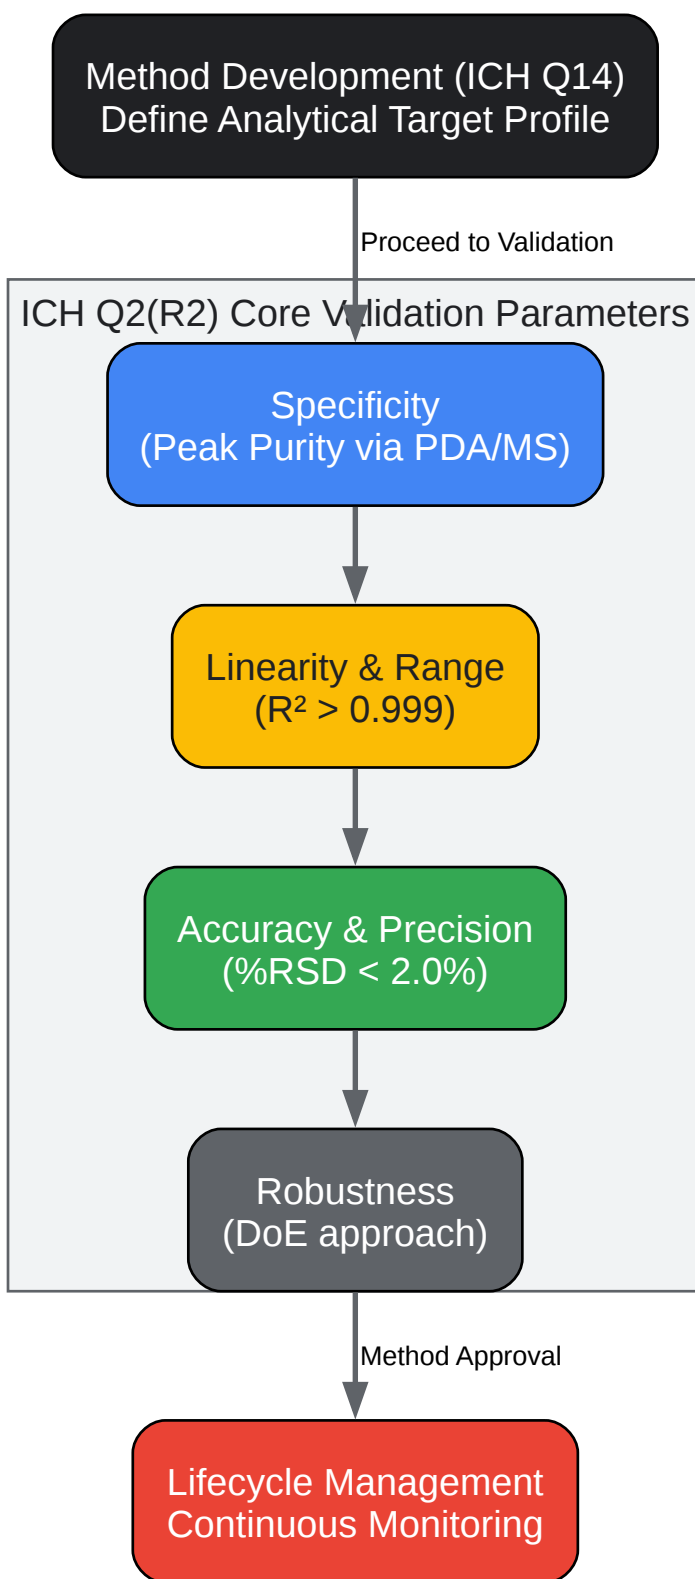 Method Development (ICH Q14)
Define Analytical Target Profile
Proceed to Validation
ICH Q2(R2) Core Validation Parameters
Specificity
(Peak Purity via PDA/MS)
Linearity & Range
(R² > 0.999)
Accuracy & Precision
(%RSD < 2.0%)
Robustness
(DoE approach)
Method Approval
Lifecycle Management
Continuous Monitoring